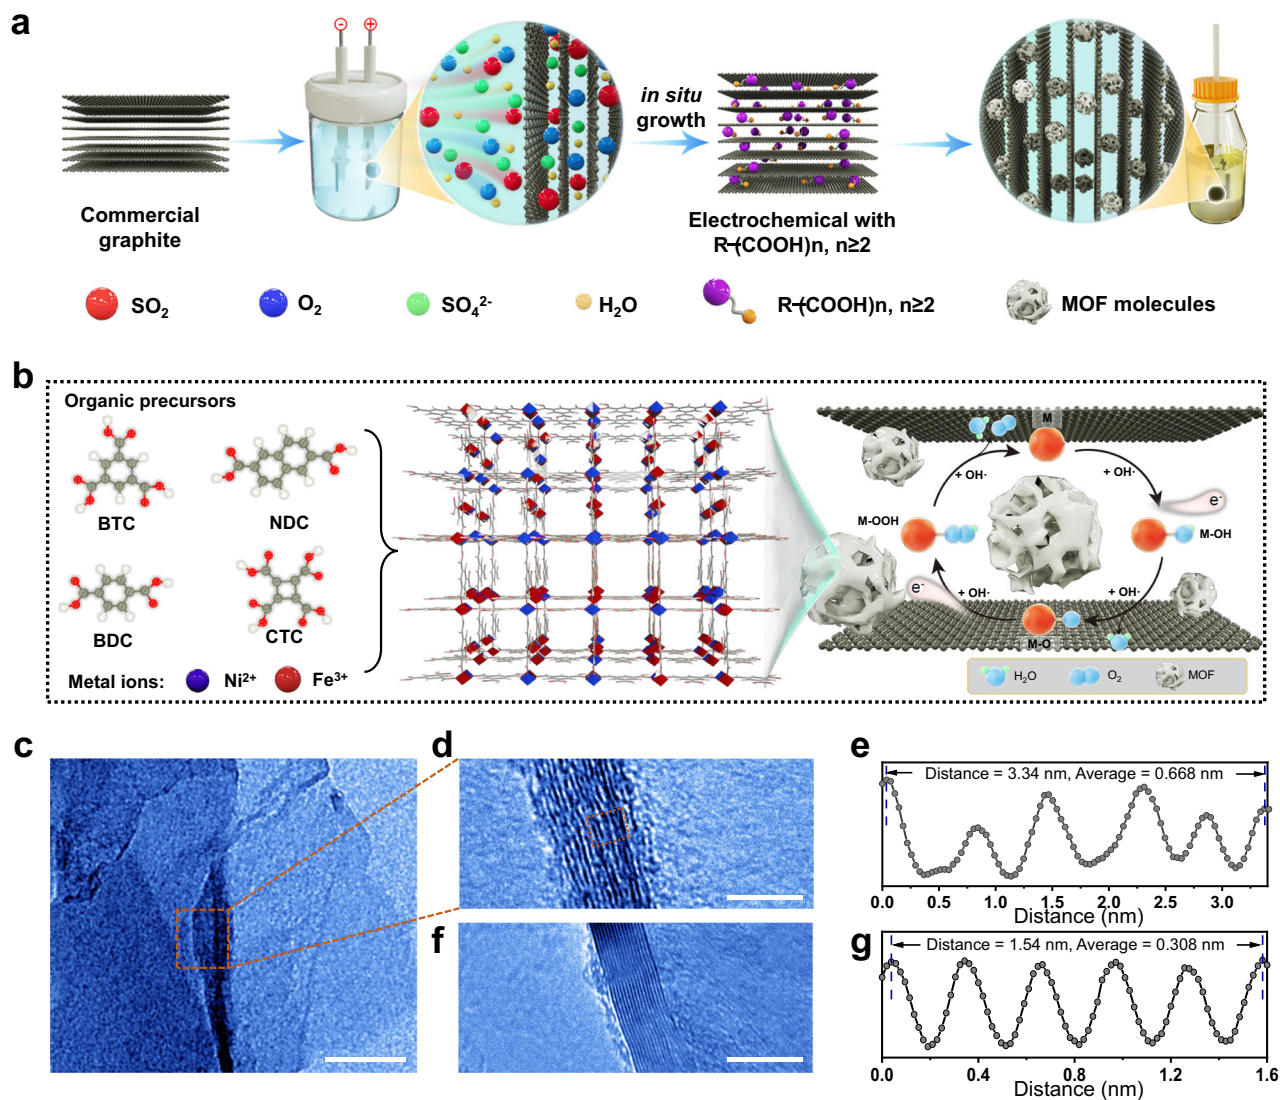 a
in situ
growth
Commercial
graphite
Electrochemical with
R-(COOH)n, n≥2
SO₂
O₂
SO₄²⁻
H₂O
R-(COOH)n, n≥2
MOF molecules
b
Organic precursors
BTC
NDC
BDC
CTC
Metal ions:
Ni²⁺
Fe³⁺
M
+ OH·
+ OH·
e⁻
M-OOH
M-OH
e⁻
+ OH·
+ OH·
M-O
H₂O
O₂
MOF
c
d
e
Distance = 3.34 nm, Average = 0.668 nm
0.0 0.5 1.0 1.5 2.0 2.5 3.0
Distance (nm)
f
g
Distance = 1.54 nm, Average = 0.308 nm
0.0 0.4 0.8 1.2 1.6
Distance (nm)